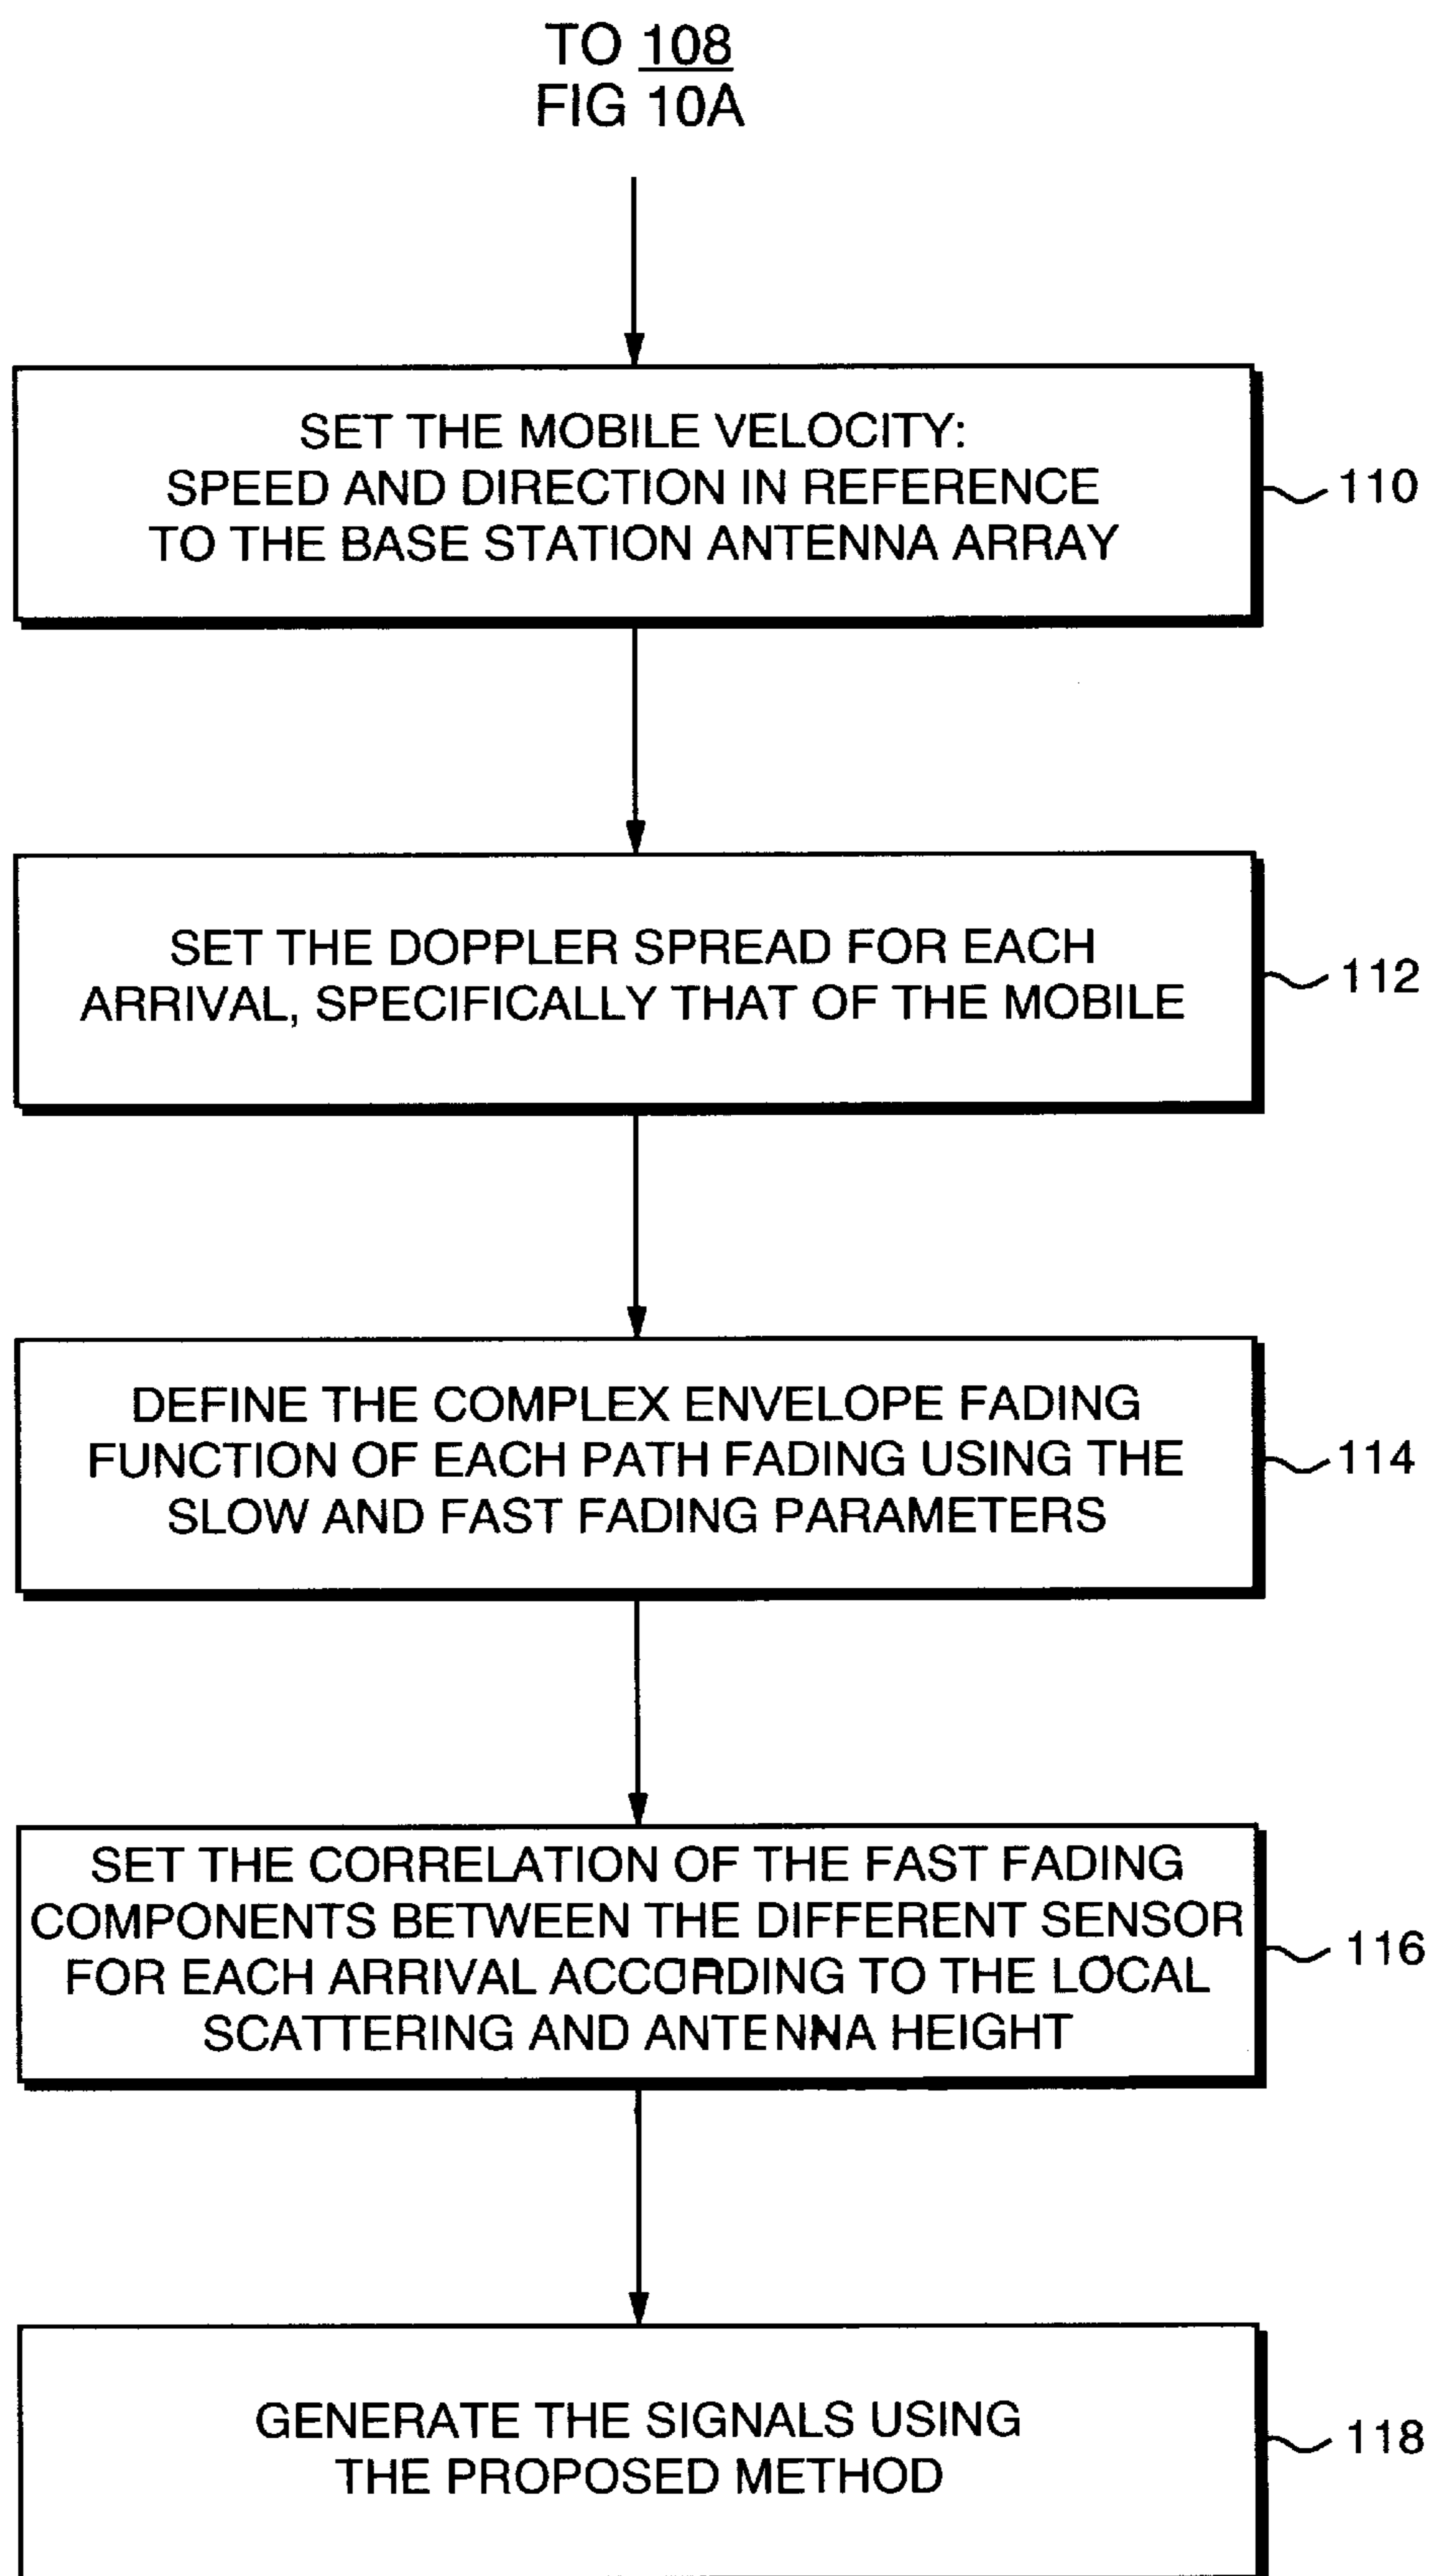 TO 108
FIG 10A
SET THE MOBILE VELOCITY:
SPEED AND DIRECTION IN REFERENCE
TO THE BASE STATION ANTENNA ARRAY
110
SET THE DOPPLER SPREAD FOR EACH
ARRIVAL, SPECIFICALLY THAT OF THE MOBILE
112
DEFINE THE COMPLEX ENVELOPE FADING
FUNCTION OF EACH PATH FADING USING THE
SLOW AND FAST FADING PARAMETERS
114
SET THE CORRELATION OF THE FAST FADING
COMPONENTS BETWEEN THE DIFFERENT SENSOR
FOR EACH ARRIVAL ACCORDING TO THE LOCAL
SCATTERING AND ANTENNA HEIGHT
116
GENERATE THE SIGNALS USING
THE PROPOSED METHOD
118